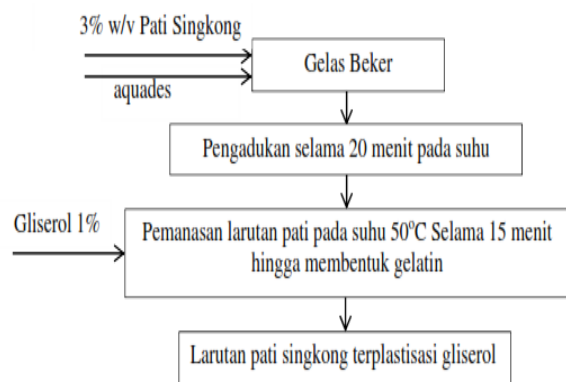 3% w/v Pati Singkong
aquades
Gelas Beker
Pengadukan selama 20 menit pada suhu
Gliserol 1%
Pemanasan larutan pati pada suhu 50°C Selama 15 menit
hingga membentuk gelatin
Larutan pati singkong terplastisasi gliserol